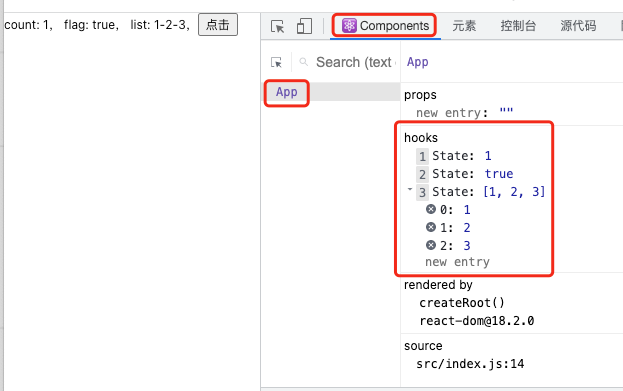 count: 1, flag: true, list: 1-2-3, 点击
Components 元素 控制台 源代码
Search (text
App
App
props
new entry: ""
hooks
1 State: 1
2 State: true
3 State: [1, 2, 3]
0: 1
1: 2
2: 3
new entry
rendered by
createRoot()
react-dom@18.2.0
source
src/index.js:14